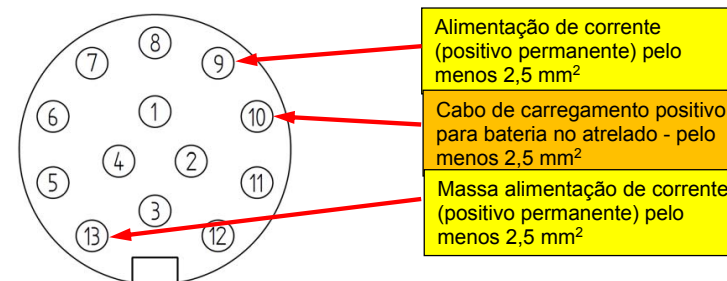 8
7
9
6
1
10
4
2
5
11
3
13
12
Alimentação de corrente
(positivo permanente) pelo
menos 2,5 mm²
Cabo de carregamento positivo
para bateria no atrelado - pelo
menos 2,5 mm²
Massa alimentação de corrente
(positivo permanente) pelo
menos 2,5 mm²